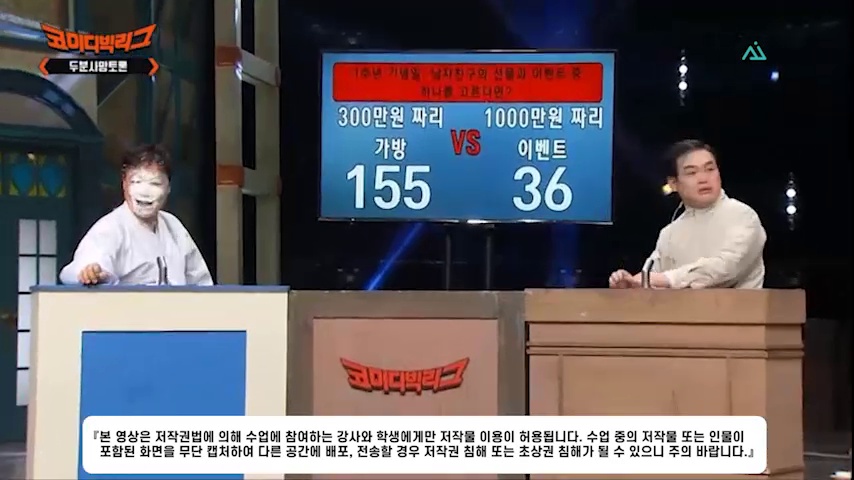 코미디빅리그
두분사망토론
1주년 기념일, 남자친구의 선물과 이벤트 중
하나를 고른다면?
300만원 짜리
가방
155
VS
1000만원 짜리
이벤트
36
코미디빅리그
『본 영상은 저작권법에 의해 수업에 참여하는 강사와 학생에게만 저작물 이용이 허용됩니다. 수업 중의 저작물 또는 인물이
포함된 화면을 무단 캡처하여 다른 공간에 배포, 전송할 경우 저작권 침해 또는 초상권 침해가 될 수 있으니 주의 바랍니다.』